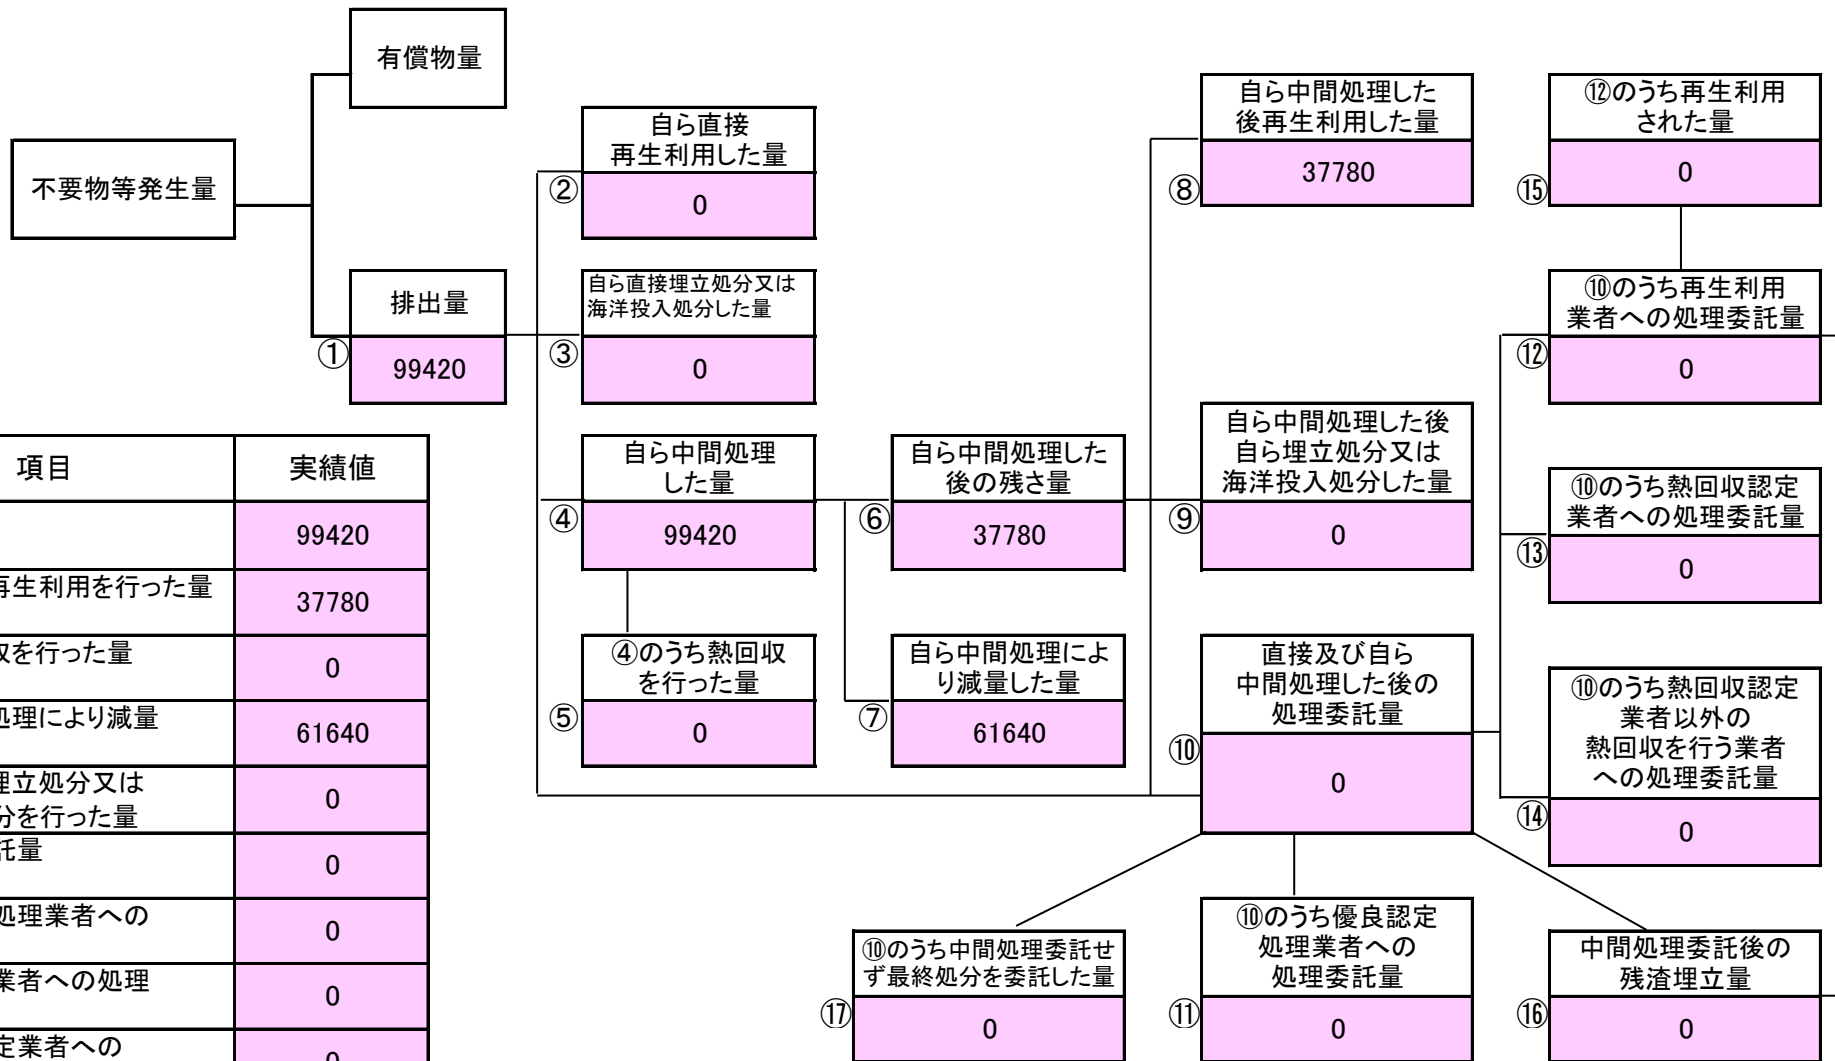 有償物量
不要物等発生量
排出量
①
99420
自ら直接
再生利用した量
②
0
自ら直接埋立処分又は
海洋投入処分した量
③
0
自ら中間処理
した量
④
99420
④のうち熱回収
を行った量
⑤
0
自ら中間処理した
後の残さ量
⑥
37780
自ら中間処理によ
り減量した量
⑦
61640
自ら中間処理した
後再生利用した量
⑧
37780
自ら中間処理した後
自ら埋立処分又は
海洋投入処分した量
⑨
0
直接及び自ら
中間処理した後の
処理委託量
⑩
0
⑫のうち再生利用
された量
⑮
0
⑩のうち再生利用
業者への処理委託量
⑫
0
⑩のうち熱回収認定
業者への処理委託量
⑬
0
⑩のうち熱回収認定
業者以外の
熱回収を行う業者
への処理委託量
⑭
0
⑩のうち中間処理委託せ
ず最終処分を委託した量
⑰
0
⑩のうち優良認定
処理業者への
処理委託量
⑪
0
中間処理委託後の
残渣埋立量
⑯
0
項目 実績値
99420
再生利用を行った量 37780
を行った量 0
処理により減量 61640
埋立処分又は
を行った量 0
託量 0
処理業者への 0
業者への処理 0
定業者への 0